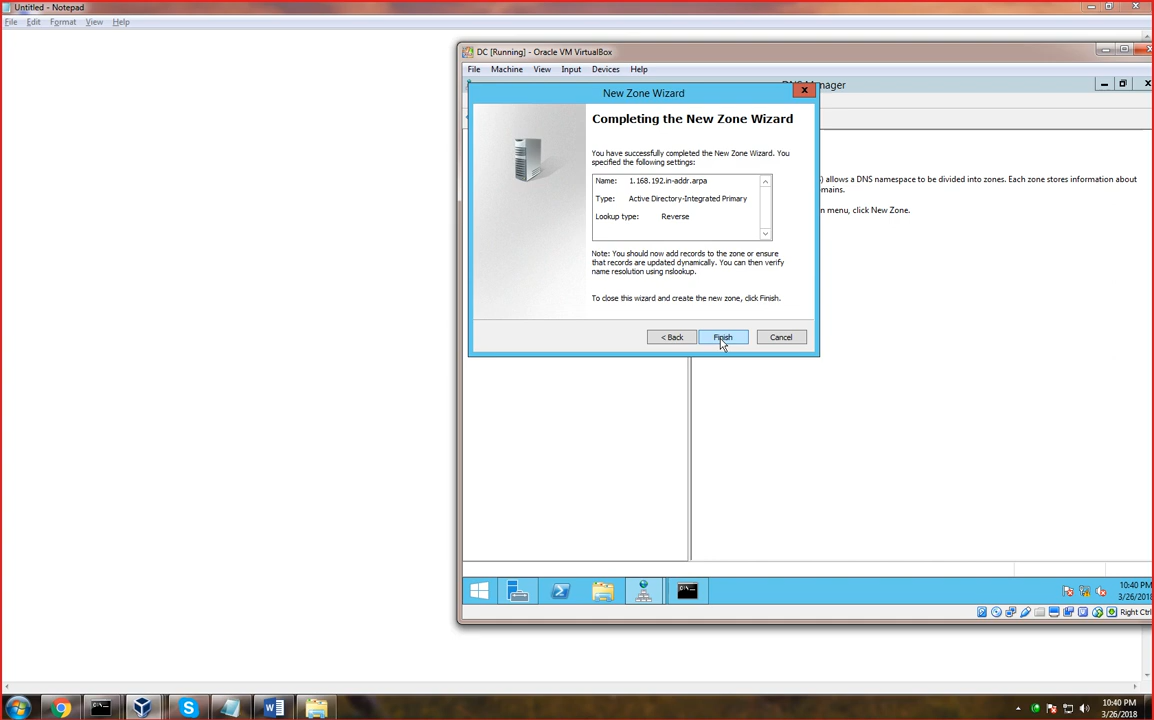 Untitled - Notepad
File Edit Format View Help
DC [Running] - Oracle VM VirtualBox
File Machine View Input Devices Help
New Zone Wizard
Completing the New Zone Wizard
You have successfully completed the New Zone Wizard. You
specified the following settings:
Name: 1.168.192.in-addr.arpa
Type: Active Directory-Integrated Primary
Lookup type: Reverse
Note: You should now add records to the zone or ensure
that records are updated dynamically. You can then verify
name resolution using nslookup.
To close this wizard and create the new zone, click Finish.
< Back Finish Cancel
allows a DNS namespace to be divided into zones. Each zone stores information about
menu, click New Zone.
10:40 PM
Right Ctrl
10:40 PM
3/26/2018